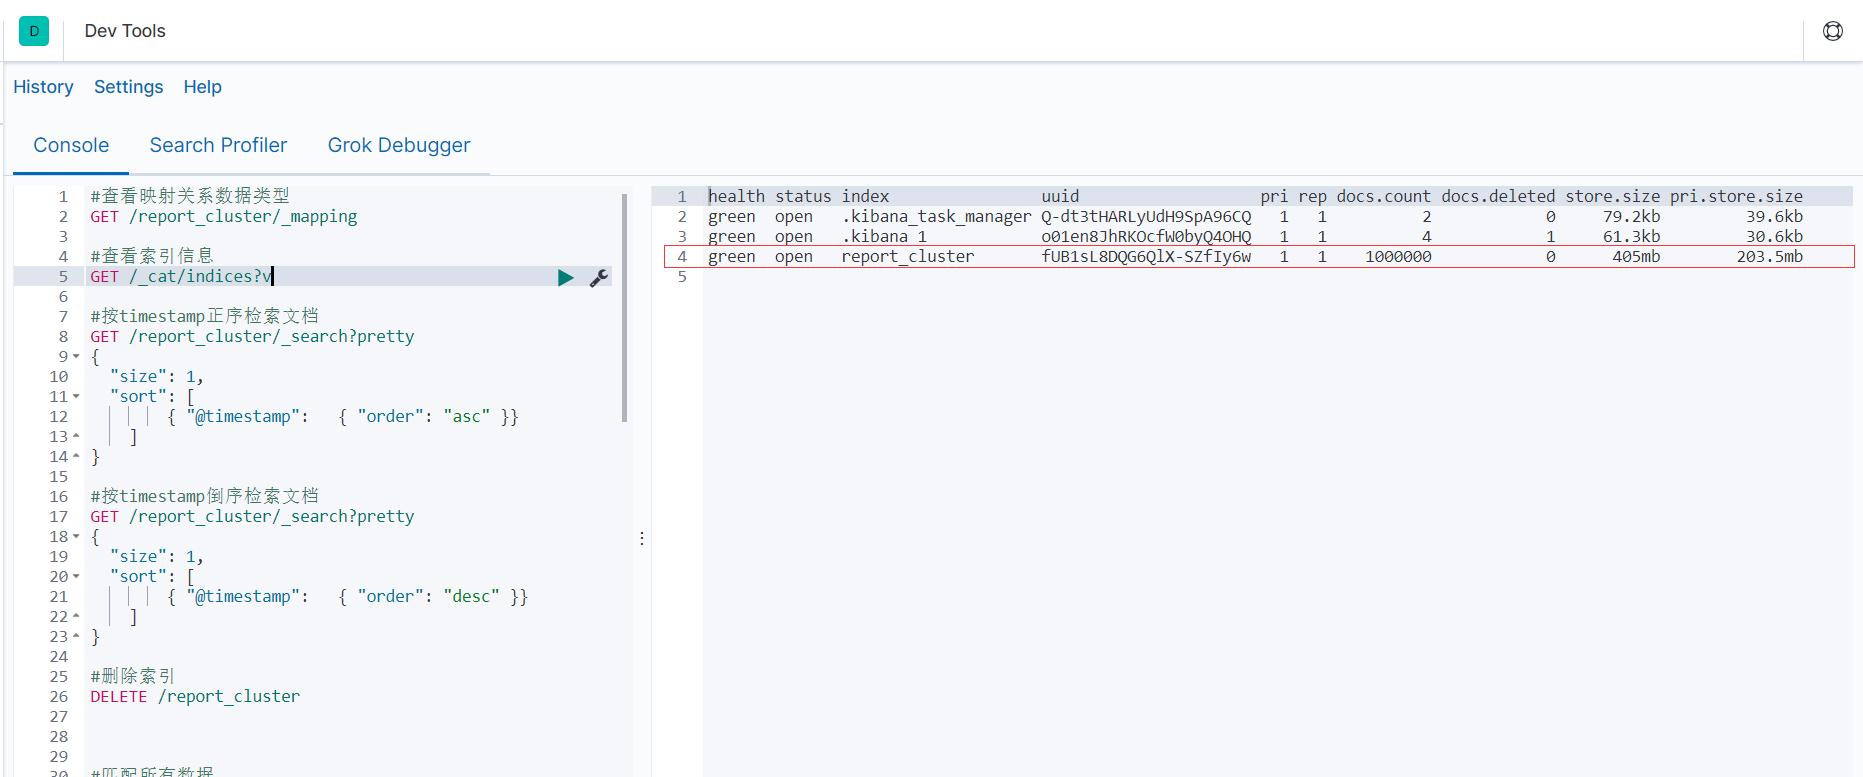 D Dev Tools
History Settings Help
Console Search Profiler Grok Debugger
1 #查看映射关系数据类型
2 GET /report_cluster/_mapping
3
4 #查看索引信息
5 GET /_cat/indices?v
6
7 #按timestamp正序检索文档
8 GET /report_cluster/_search?pretty
9 {
10 "size": 1,
11 "sort": [
12 { "@timestamp": { "order": "asc" }}
13 ]
14 }
15
16 #按timestamp倒序检索文档
17 GET /report_cluster/_search?pretty
18 {
19 "size": 1,
20 "sort": [
21 { "@timestamp": { "order": "desc" }}
22 ]
23 }
24
25 #删除索引
26 DELETE /report_cluster
27
28
29
30 #匹配所有数据
1 health status index uuid pri rep docs.count docs.deleted store.size pri.store.size
2 green open .kibana_task_manager Q-dt3tHARLyUdH9SpA96CQ 1 1 2 0 79.2kb 39.6kb
3 green open .kibana_1 o01en8JhRKOcfW0byQ4OHQ 1 1 4 1 61.3kb 30.6kb
4 green open report_cluster fUB1sL8DQG6QlX-SZfIy6w 1 1 1000000 0 405mb 203.5mb
5